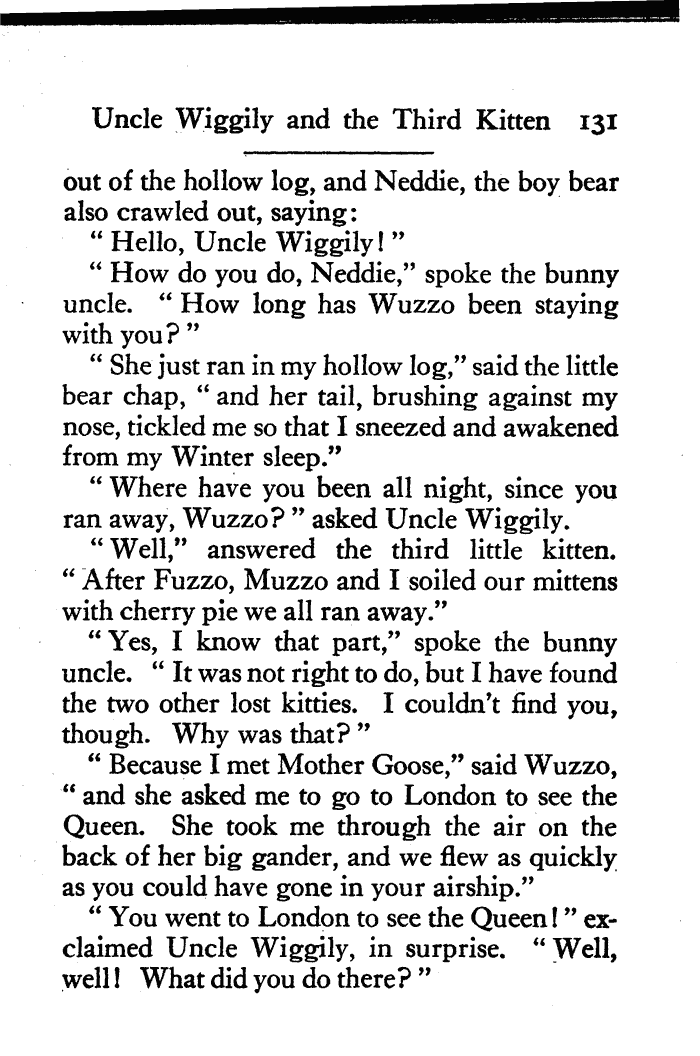 Uncle Wiggily and the Third Kitten 131
out of the hollow log, and Neddie, the boy bear
also crawled out, saying:
“ Hello, Uncle Wiggily! ”
“ How do you do, Neddie,” spoke the bunny
uncle. “ How long has Wuzzo been staying
with you? ”
“ She just ran in my hollow log,” said the little
bear chap, “ and her tail, brushing against my
nose, tickled me so that I sneezed and awakened
from my Winter sleep.”
“ Where have you been all night, since you
ran away, Wuzzo? ” asked Uncle Wiggily.
“ Well,” answered the third little kitten.
“ After Fuzzo, Muzzo and I soiled our mittens
with cherry pie we all ran away.”
“ Yes, I know that part,” spoke the bunny
uncle. “ It was not right to do, but I have found
the two other lost kitties. I couldn’t find you,
though. Why was that? ”
“ Because I met Mother Goose,” said Wuzzo,
“ and she asked me to go to London to see the
Queen. She took me through the air on the
back of her big gander, and we flew as quickly
as you could have gone in your airship.”
“ You went to London to see the Queen! ” ex-
claimed Uncle Wiggily, in surprise. “ Well,
well! What did you do there? ”